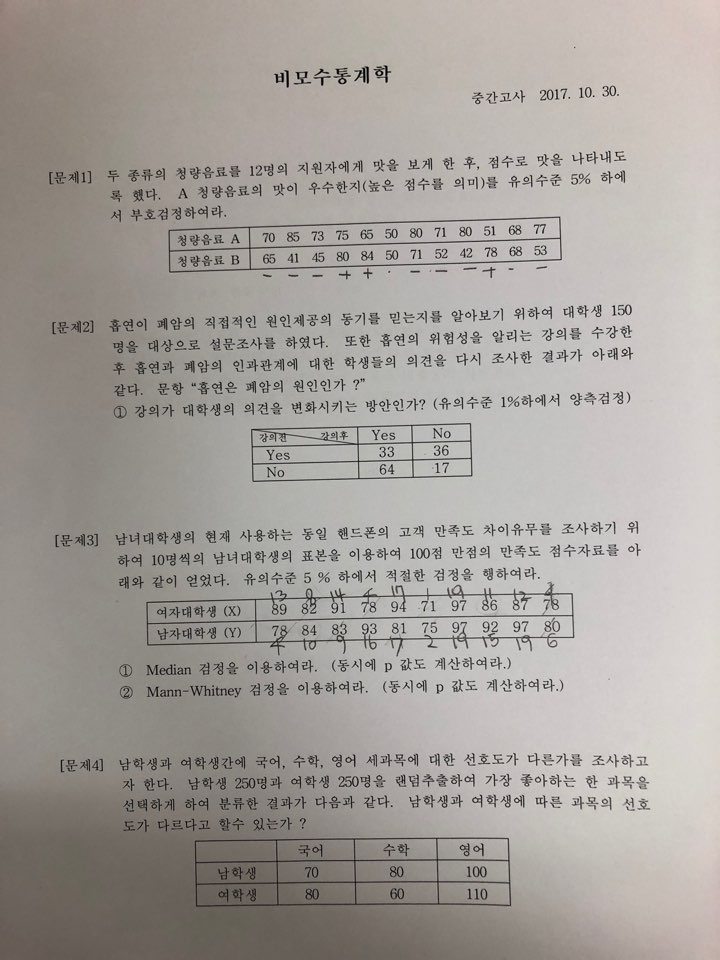 비모수통계학
중간고사 2017. 10. 30.
[문제1] 두 종류의 청량음료를 12명의 지원자에게 맛을 보게 한 후, 점수로 맛을 나타내도
록 했다. A 청량음료의 맛이 우수한지(높은 점수를 의미)를 유의수준 5% 하에
서 부호검정하여라.
청량음료 A 70 85 73 75 65 50 80 71 80 51 68 77
청량음료 B 65 41 45 80 84 50 71 52 42 78 68 53
- - - + + · - - - + - -
[문제2] 흡연이 폐암의 직접적인 원인제공의 동기를 믿는지를 알아보기 위하여 대학생 150
명을 대상으로 설문조사를 하였다. 또한 흡연의 위험성을 알리는 강의를 수강한
후 흡연과 폐암의 인과관계에 대한 학생들의 의견을 다시 조사한 결과가 아래와
같다. 문항 "흡연은 폐암의 원인인가 ?"
① 강의가 대학생의 의견을 변화시키는 방안인가? (유의수준 1%하에서 양측검정)
강의전 강의후 Yes No
Yes 33 36
No 64 17
[문제3] 남녀대학생의 현재 사용하는 동일 핸드폰의 고객 만족도 차이유무를 조사하기 위
하여 10명씩의 남녀대학생의 표본을 이용하여 100점 만점의 만족도 점수자료를 아
래와 같이 얻었다. 유의수준 5 % 하에서 적절한 검정을 행하여라.
13 8 14 4 17 1 19 11 12 4
여자대학생 (X) 89 82 91 78 94 71 97 86 87 78
남자대학생 (Y) 78 84 83 93 81 75 97 92 97 80
4 10 9 16 17 2 19 15 19 6
① Median 검정을 이용하여라. (동시에 p 값도 계산하여라.)
② Mann-Whitney 검정을 이용하여라. (동시에 p 값도 계산하여라.)
[문제4] 남학생과 여학생간에 국어, 수학, 영어 세과목에 대한 선호도가 다른가를 조사하고
자 한다. 남학생 250명과 여학생 250명을 랜덤추출하여 가장 좋아하는 한 과목을
선택하게 하여 분류한 결과가 다음과 같다. 남학생과 여학생에 따른 과목의 선호
도가 다르다고 할수 있는가 ?
국어 수학 영어
남학생 70 80 100
여학생 80 60 110